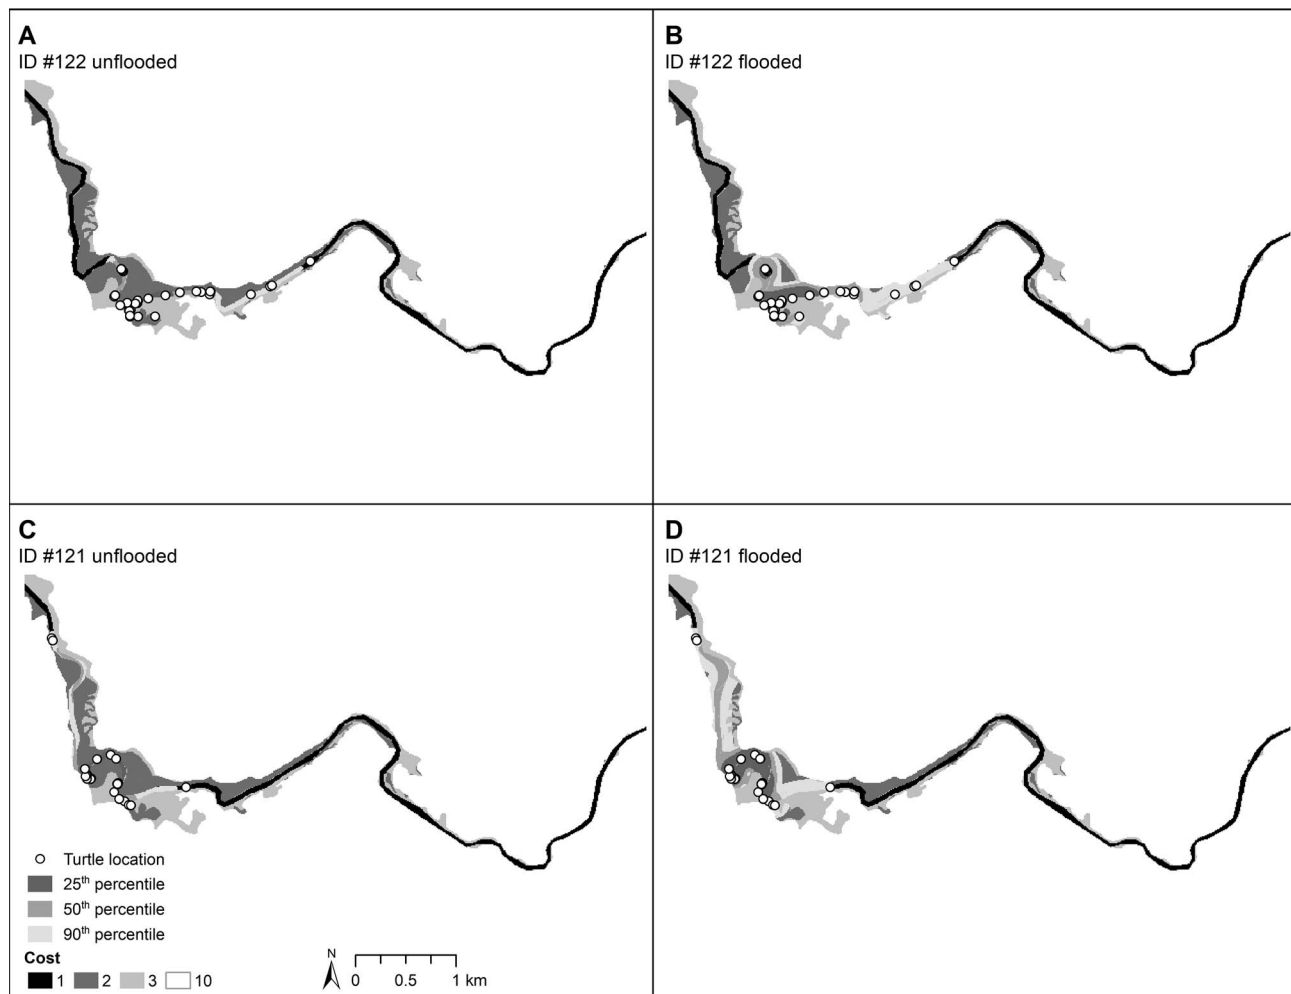 A
ID #122 unflooded
B
ID #122 flooded
C
ID #121 unflooded
D
ID #121 flooded
Turtle location
25th percentile
50th percentile
90th percentile
Cost
1 2 3 10
N
0 0.5 1 km